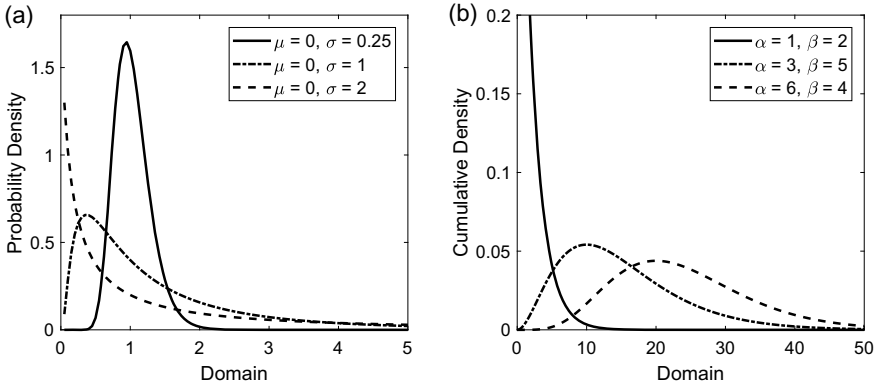 (a)
μ = 0, σ = 0.25
μ = 0, σ = 1
μ = 0, σ = 2
Probability Density
1.5
1
0.5
0
0 1 2 3 4 5
Domain
(b)
α = 1, β = 2
α = 3, β = 5
α = 6, β = 4
Cumulative Density
0.2
0.15
0.1
0.05
0
0 10 20 30 40 50
Domain